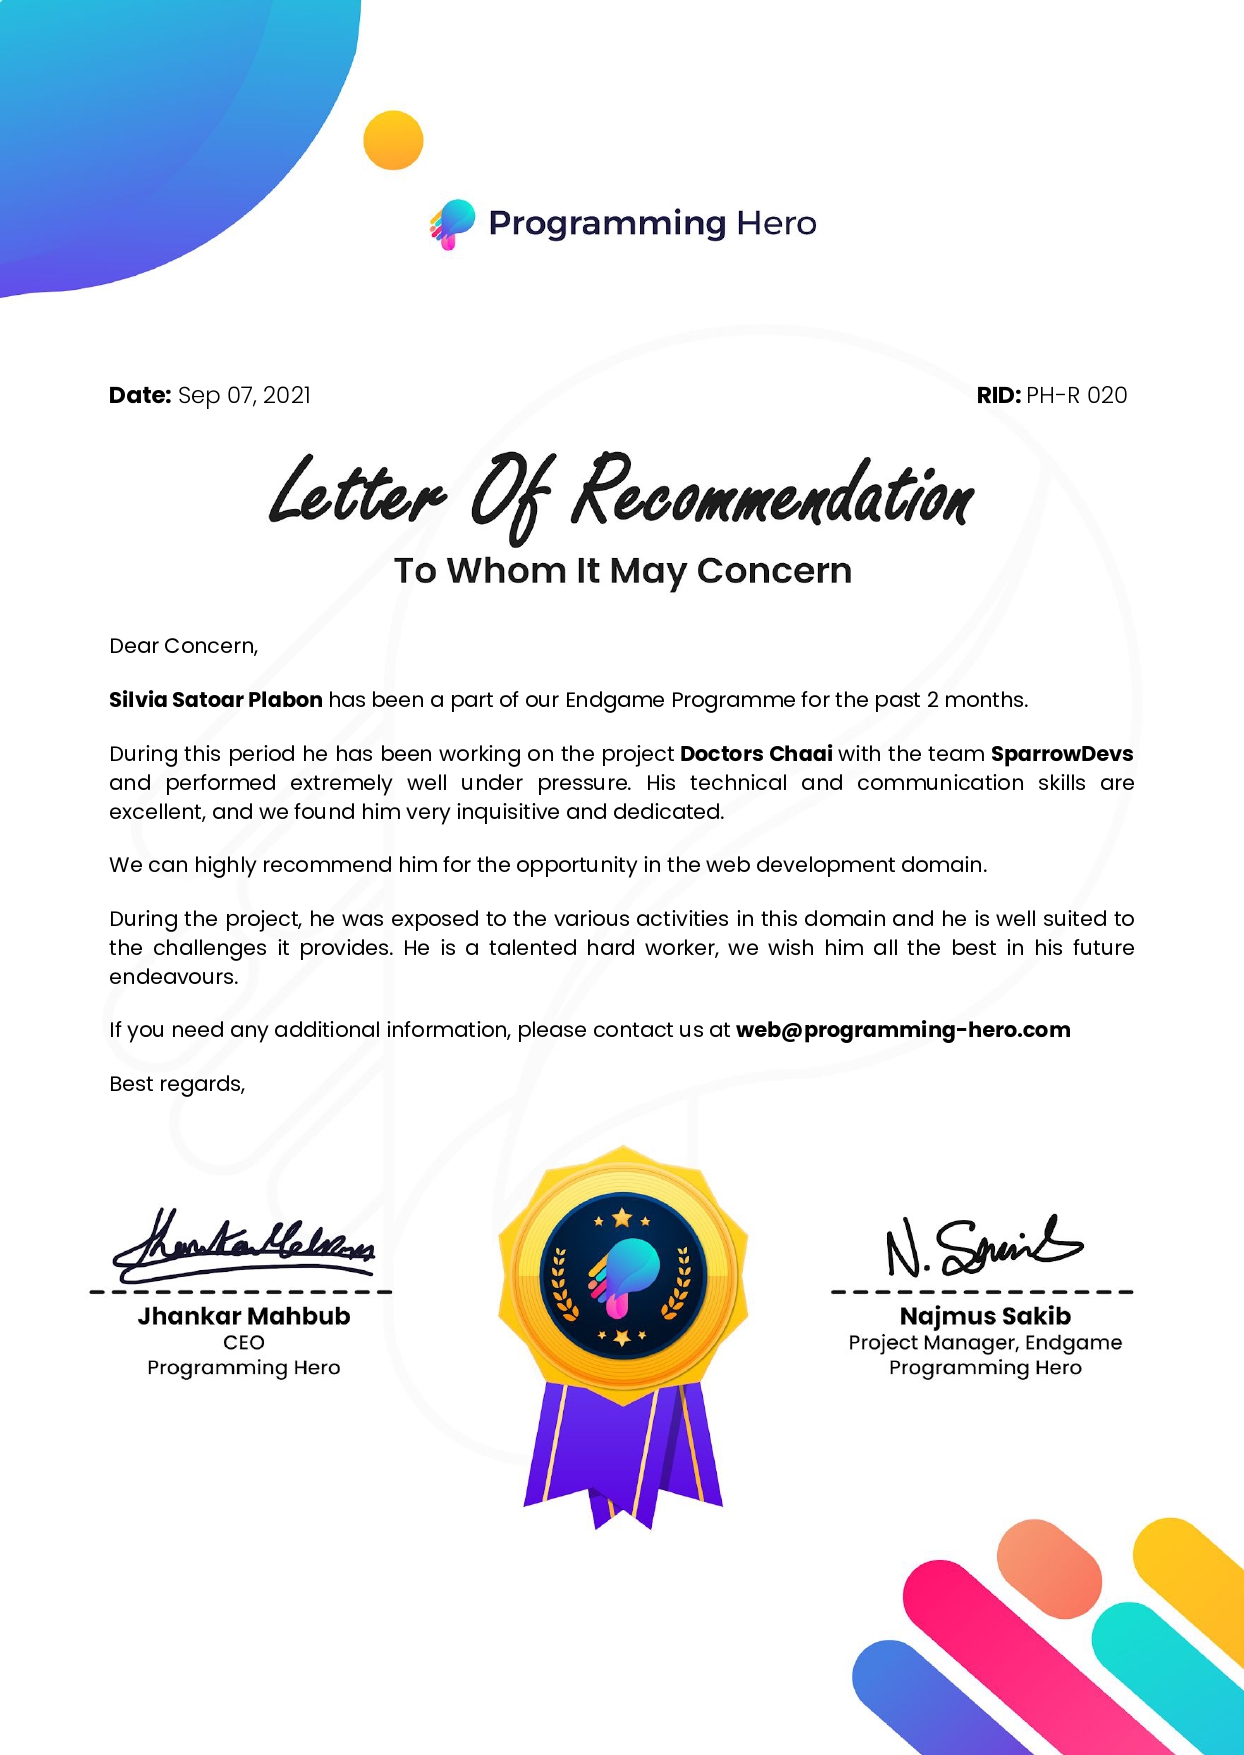 Programming Hero
Date: Sep 07, 2021
RID: PH-R 020
Letter Of Recommendation
To Whom It May Concern
Dear Concern,
Silvia Satoar Plabon has been a part of our Endgame Programme for the past 2 months.
During this period he has been working on the project Doctors Chaai with the team SparrowDevs
and performed extremely well under pressure. His technical and communication skills are
excellent, and we found him very inquisitive and dedicated.
We can highly recommend him for the opportunity in the web development domain.
During the project, he was exposed to the various activities in this domain and he is well suited to
the challenges it provides. He is a talented hard worker, we wish him all the best in his future
endeavours.
If you need any additional information, please contact us at web@programming-hero.com
Best regards,
Jhankar Mahbub
CEO
Programming Hero
N. Sakib
Najmus Sakib
Project Manager, Endgame
Programming Hero